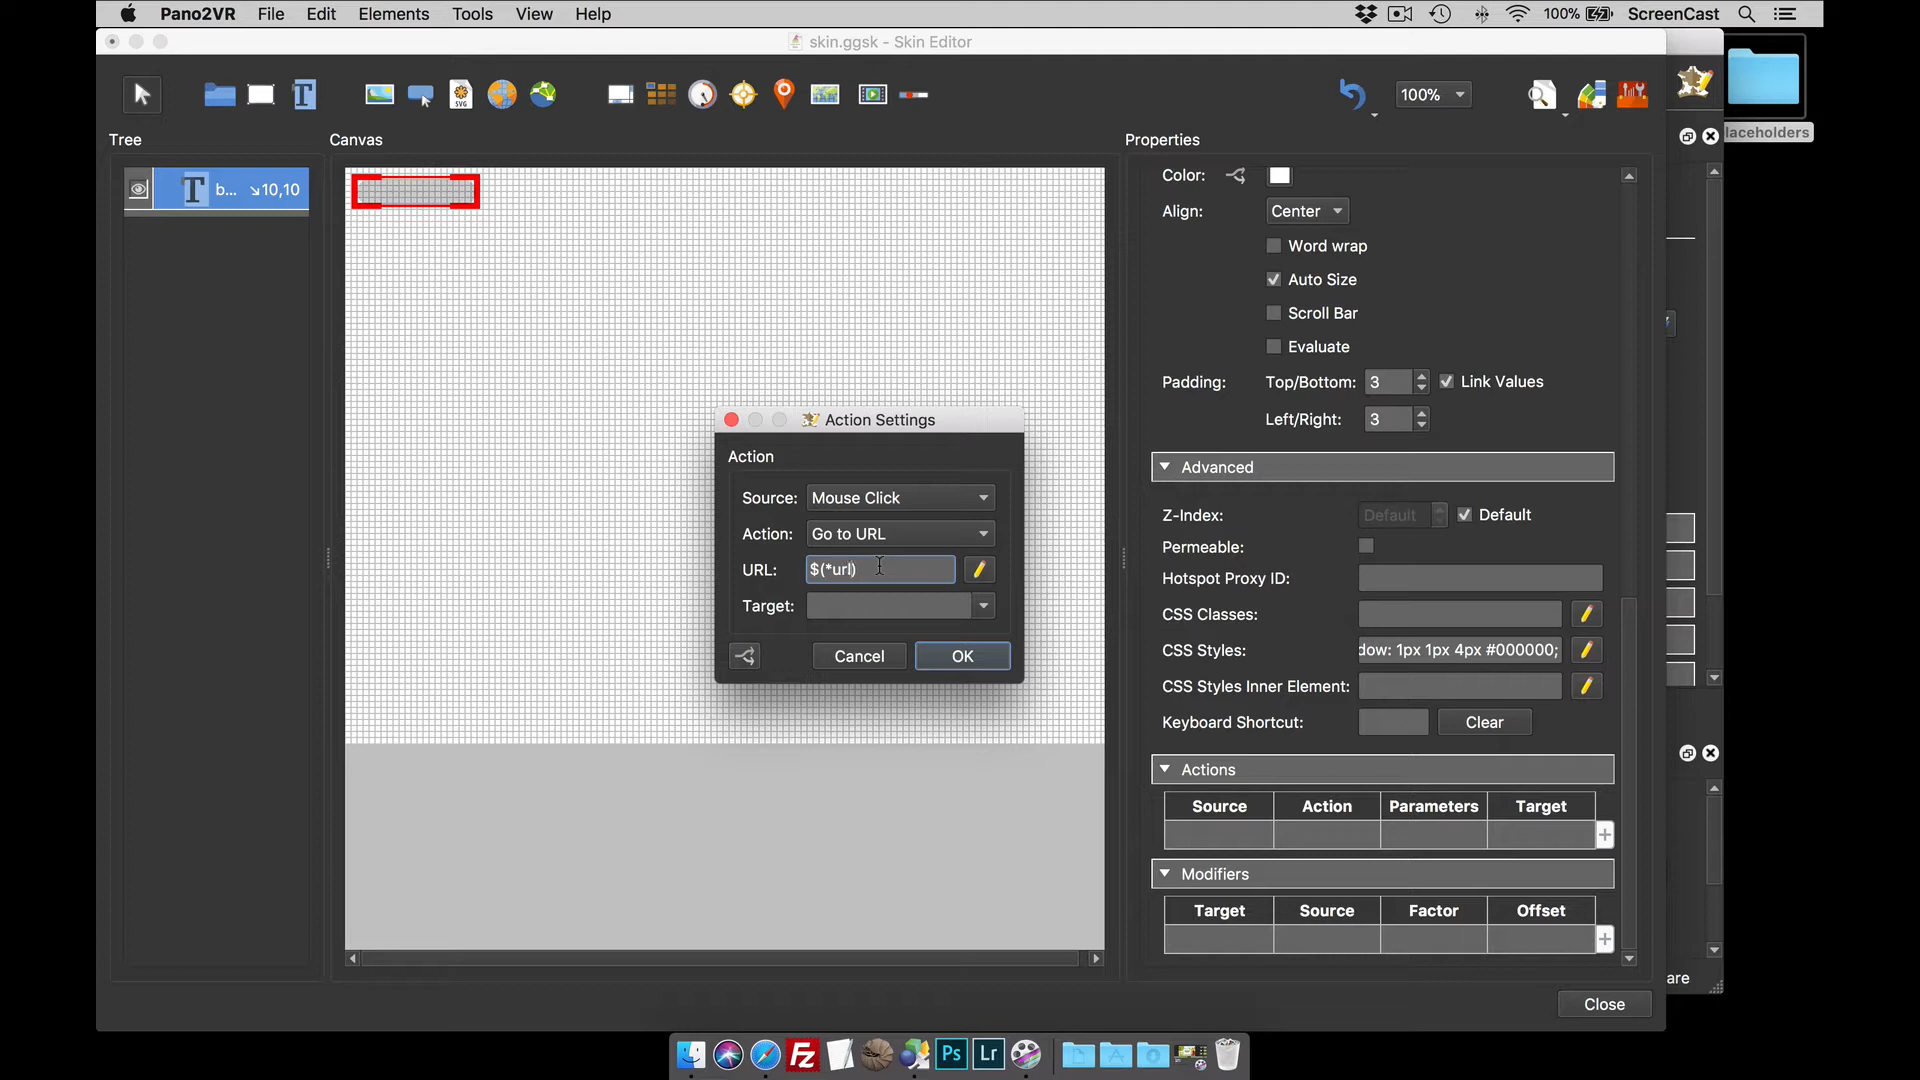 Pano2VR File Edit Elements Tools View Help 100% ScreenCast
skin.ggsk - Skin Editor
T SVG 100%
laceholders
Tree Canvas Properties
T b... ↘10,10
Color:
Align: Center
Word wrap
Auto Size
Scroll Bar
Evaluate
Padding: Top/Bottom: 3 Link Values
Left/Right: 3
Action Settings
Action
Source: Mouse Click
Action: Go to URL
URL: $(*url)
Target:
Cancel OK
Advanced
Z-Index: Default Default
Permeable:
Hotspot Proxy ID:
CSS Classes:
CSS Styles: dow: 1px 1px 4px #000000;
CSS Styles Inner Element:
Keyboard Shortcut: Clear
Actions
Source Action Parameters Target
Modifiers
Target Source Factor Offset
are
Close
Fz Ps Lr